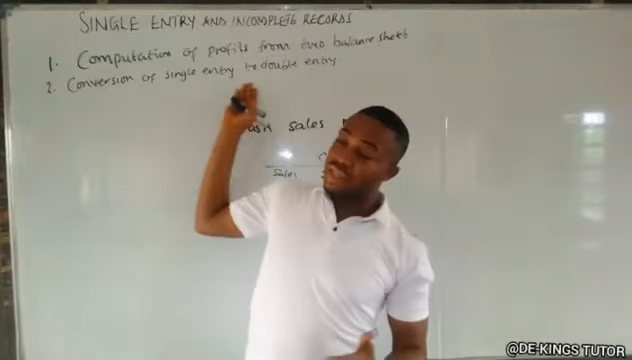 SINGLE ENTRY AND INCOMPLETE RECORDS
1. Computation of profits from two balance sheet
2. Conversion of single entry to double entry
sales
sales
@DE-KINGS TUTOR